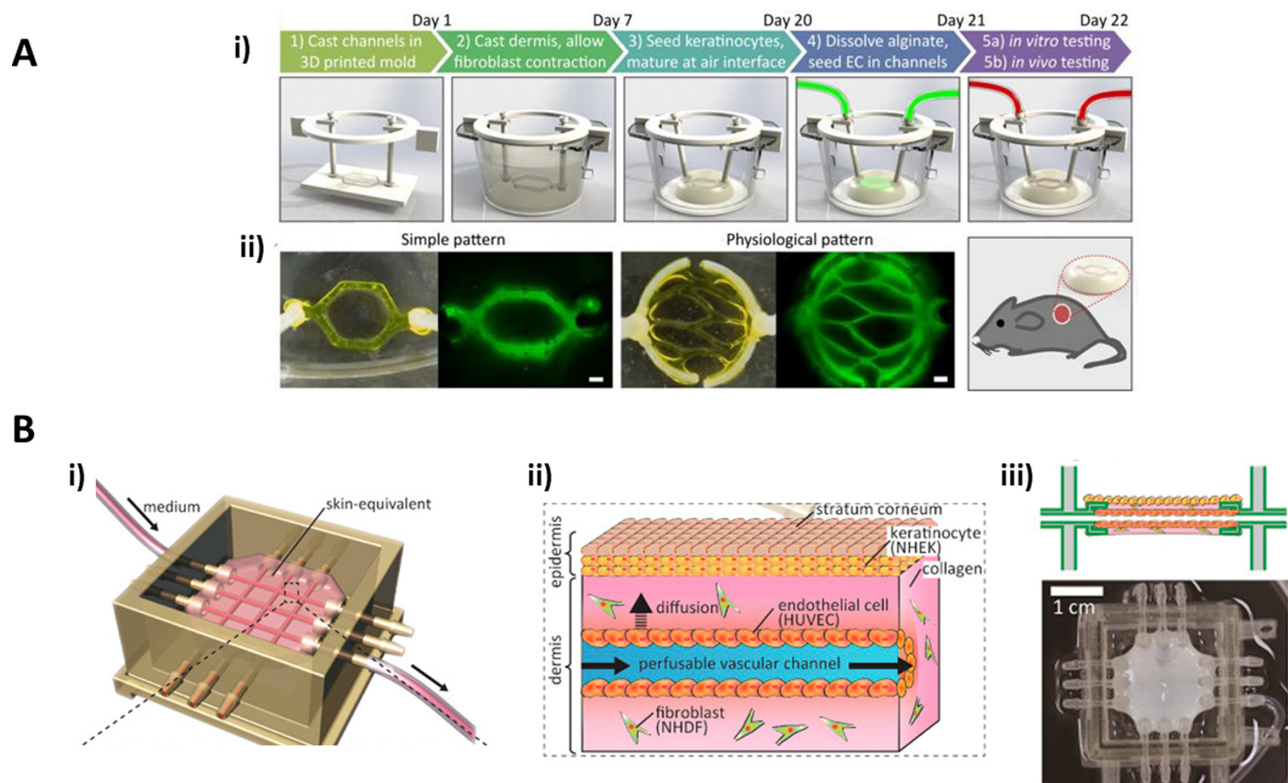 A
i)
Day 1
Day 7
Day 20
Day 21
Day 22
1) Cast channels in
3D printed mold
2) Cast dermis, allow
fibroblast contraction
3) Seed keratinocytes,
mature at air interface
4) Dissolve alginate,
seed EC in channels
5a) in vitro testing
5b) in vivo testing
ii)
Simple pattern
Physiological pattern
B
i)
medium
skin-equivalent
ii)
stratum corneum
keratinocyte
(NHEK)
collagen
epidermis
diffusion
endothelial cell
(HUVEC)
dermis
perfusable vascular channel
fibroblast
(NHDF)
iii)
1 cm